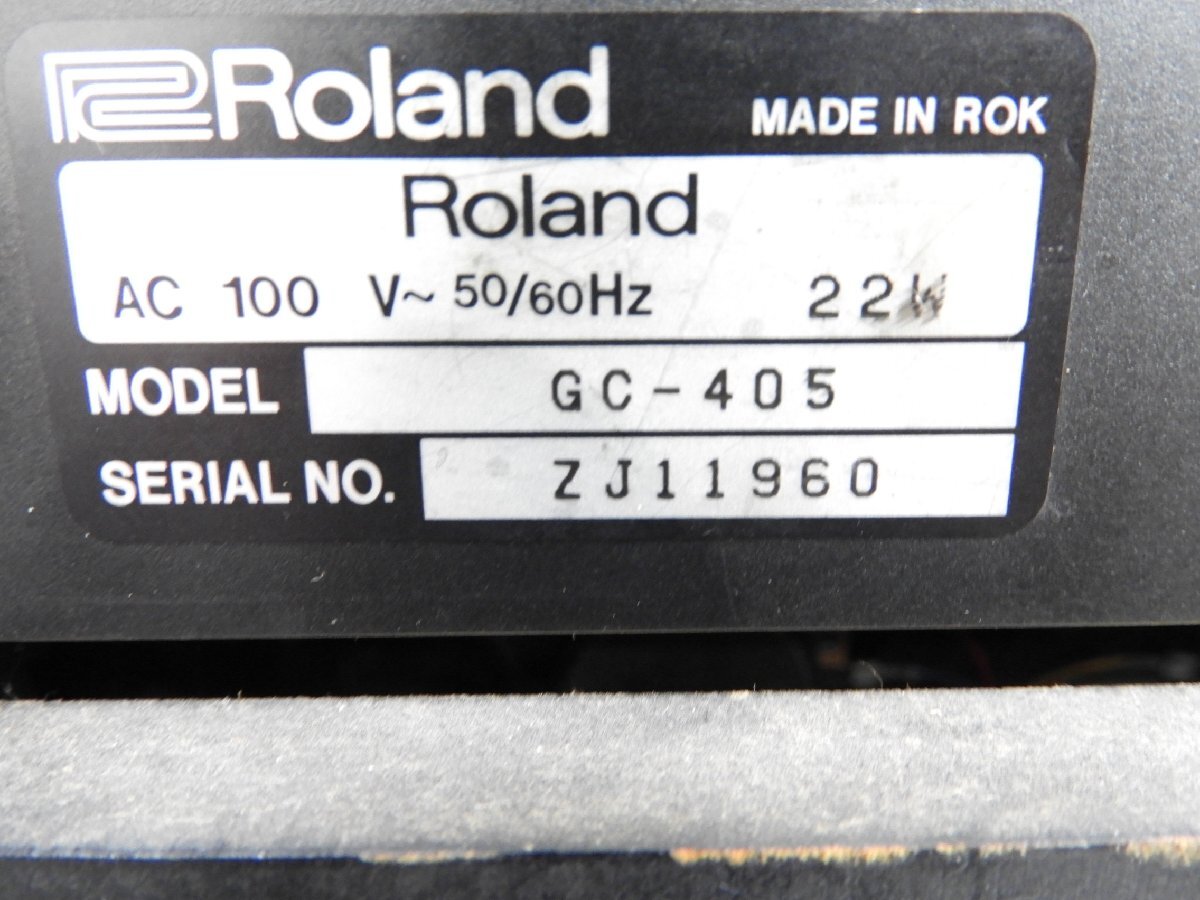 Roland MADE IN ROK
Roland
AC 100 V~ 50/60Hz 22W
MODEL GC-405
SERIAL NO. ZJ11960